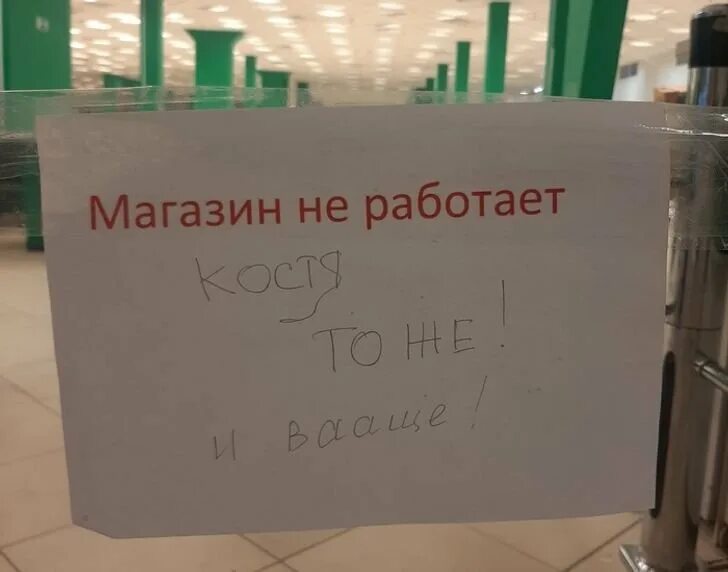 Магазин не работает
Костя
тоже!
и вааще!